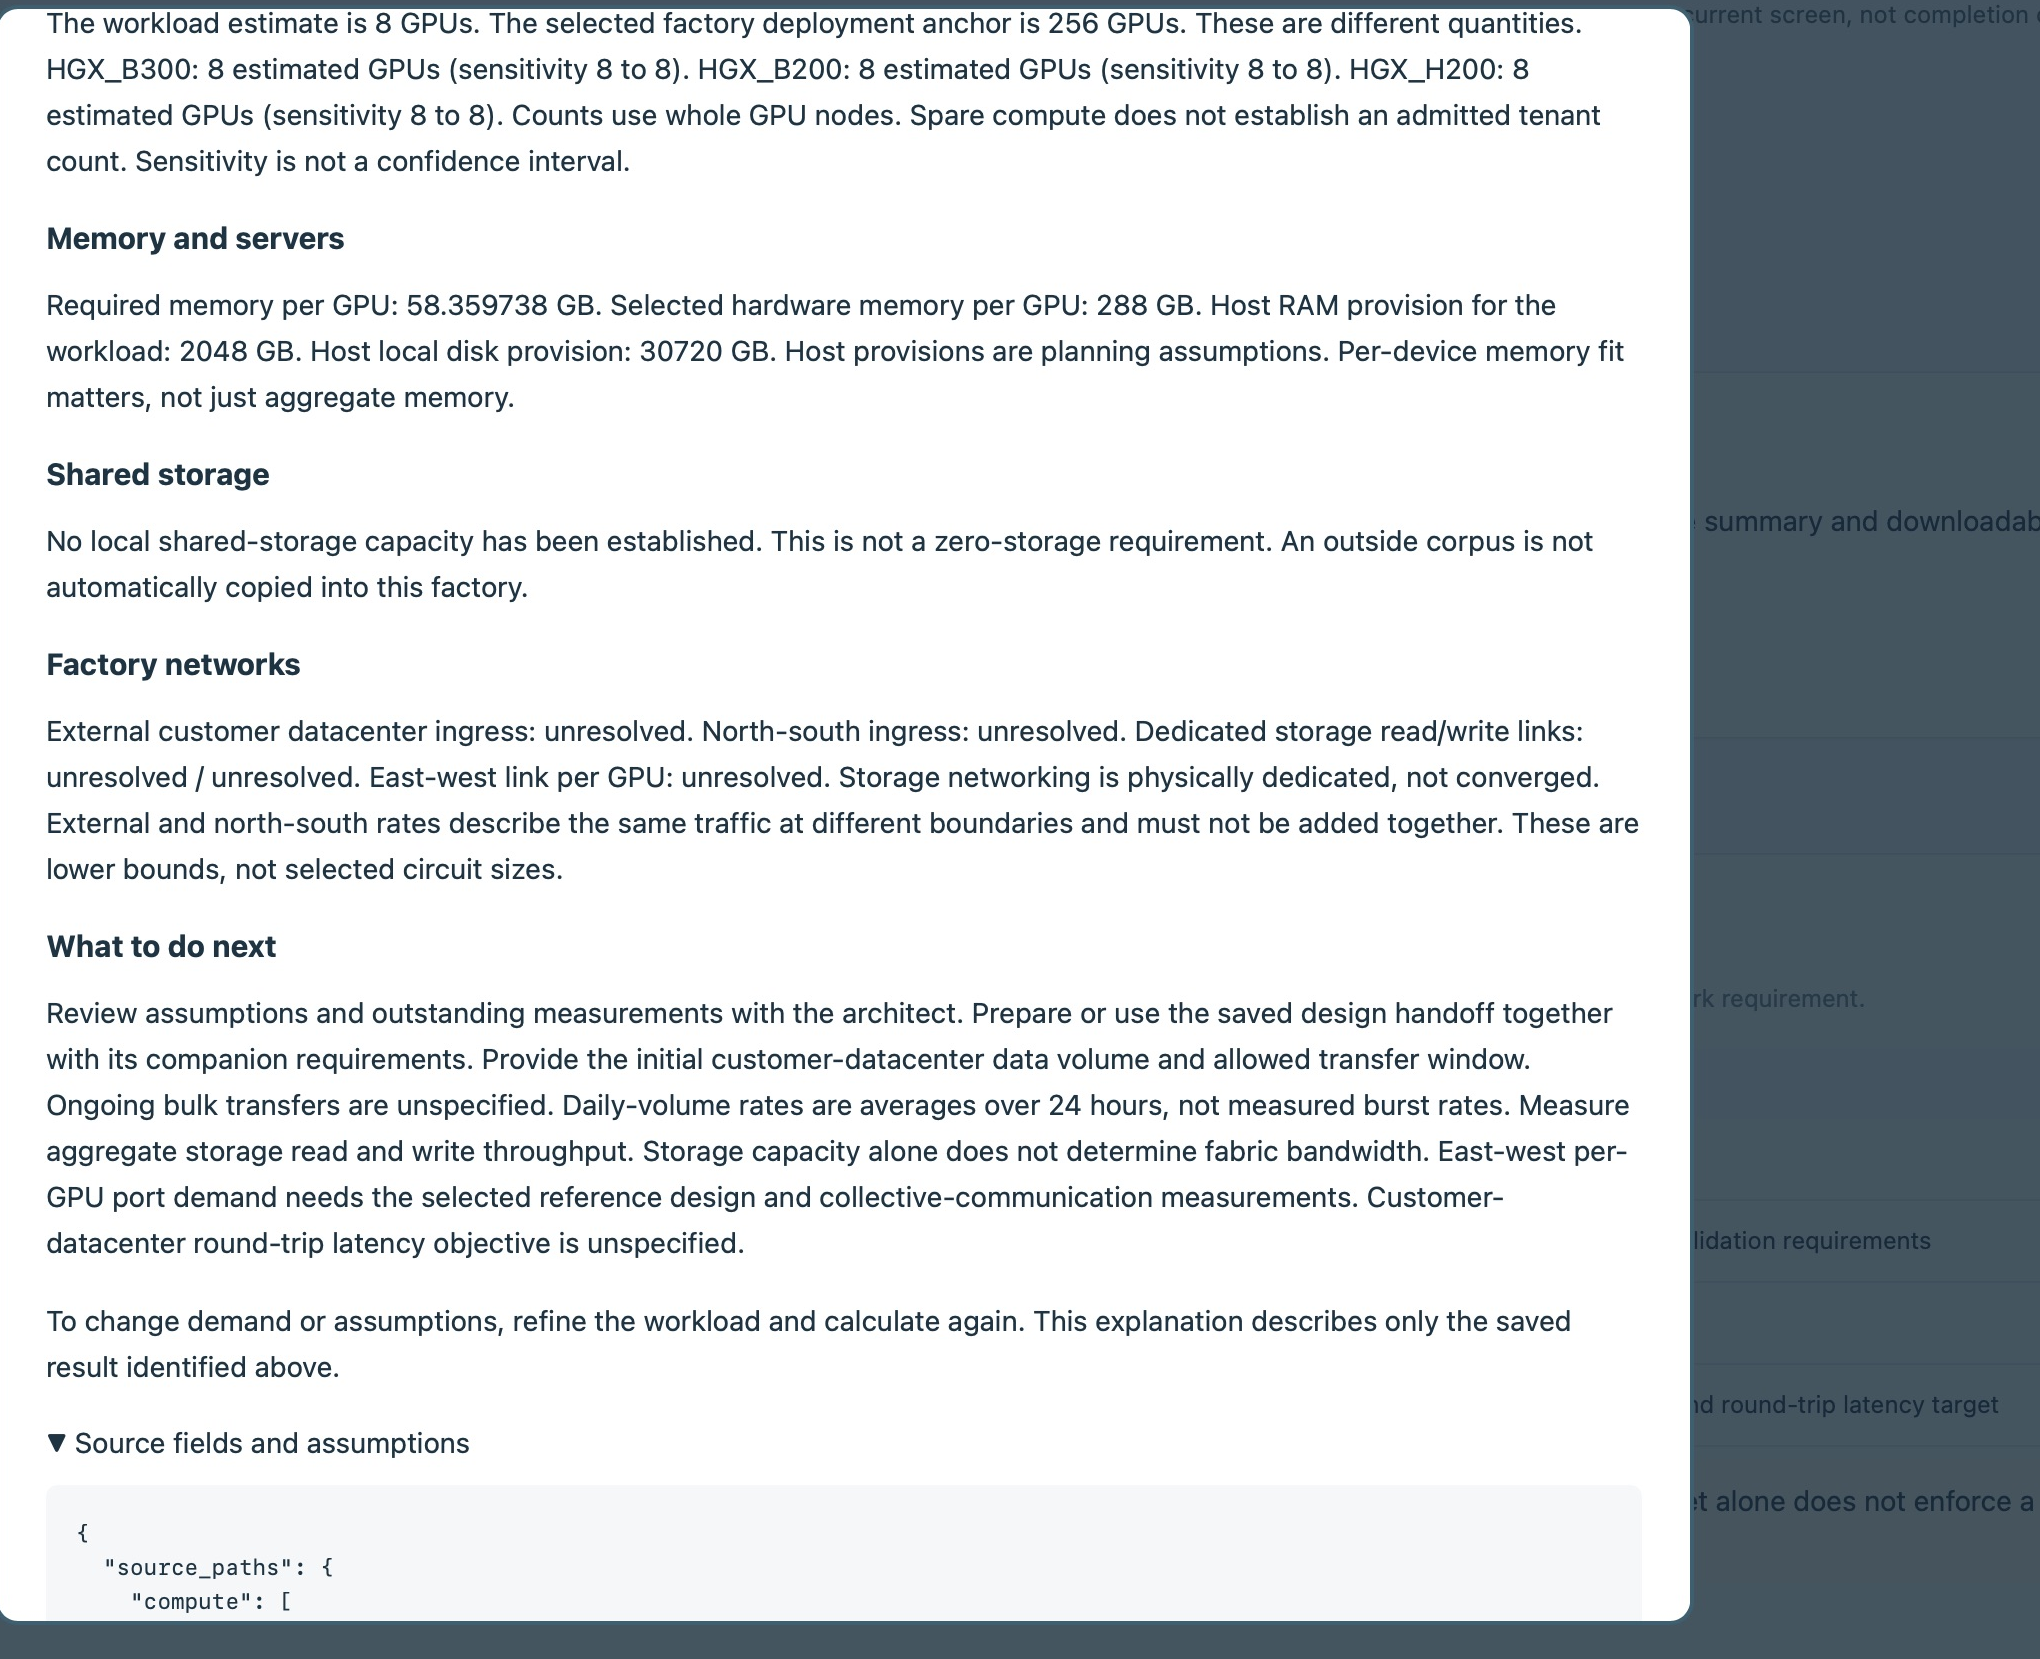 The workload estimate is 8 GPUs. The selected factory deployment anchor is 256 GPUs. These are different quantities.
HGX_B300: 8 estimated GPUs (sensitivity 8 to 8). HGX_B200: 8 estimated GPUs (sensitivity 8 to 8). HGX_H200: 8
estimated GPUs (sensitivity 8 to 8). Counts use whole GPU nodes. Spare compute does not establish an admitted tenant
count. Sensitivity is not a confidence interval.
Memory and servers
Required memory per GPU: 58.359738 GB. Selected hardware memory per GPU: 288 GB. Host RAM provision for the
workload: 2048 GB. Host local disk provision: 30720 GB. Host provisions are planning assumptions. Per-device memory fit
matters, not just aggregate memory.
Shared storage
No local shared-storage capacity has been established. This is not a zero-storage requirement. An outside corpus is not
automatically copied into this factory.
Factory networks
External customer datacenter ingress: unresolved. North-south ingress: unresolved. Dedicated storage read/write links:
unresolved / unresolved. East-west link per GPU: unresolved. Storage networking is physically dedicated, not converged.
External and north-south rates describe the same traffic at different boundaries and must not be added together. These are
lower bounds, not selected circuit sizes.
What to do next
Review assumptions and outstanding measurements with the architect. Prepare or use the saved design handoff together
with its companion requirements. Provide the initial customer-datacenter data volume and allowed transfer window.
Ongoing bulk transfers are unspecified. Daily-volume rates are averages over 24 hours, not measured burst rates. Measure
aggregate storage read and write throughput. Storage capacity alone does not determine fabric bandwidth. East-west per-
GPU port demand needs the selected reference design and collective-communication measurements. Customer-
datacenter round-trip latency objective is unspecified.
To change demand or assumptions, refine the workload and calculate again. This explanation describes only the saved
result identified above.
▼ Source fields and assumptions
{
"source_paths": {
"compute": [
current screen, not completion
summary and downloadab
requirement.
requirements
round-trip latency target
alone does not enforce a